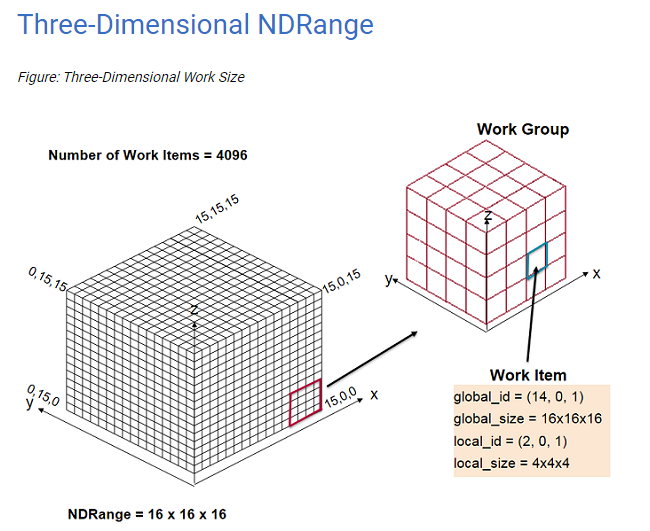 Three-Dimensional NDRange
Figure: Three-Dimensional Work Size
Work Group
Number of Work Items = 4096
15,15,15
z
0,15,15
15,0,15
y
x
z
0,15,0
y
15,0,0
x
Work Item
global_id = (14, 0, 1)
global_size = 16x16x16
local_id = (2, 0, 1)
local_size = 4x4x4
NDRange = 16 x 16 x 16